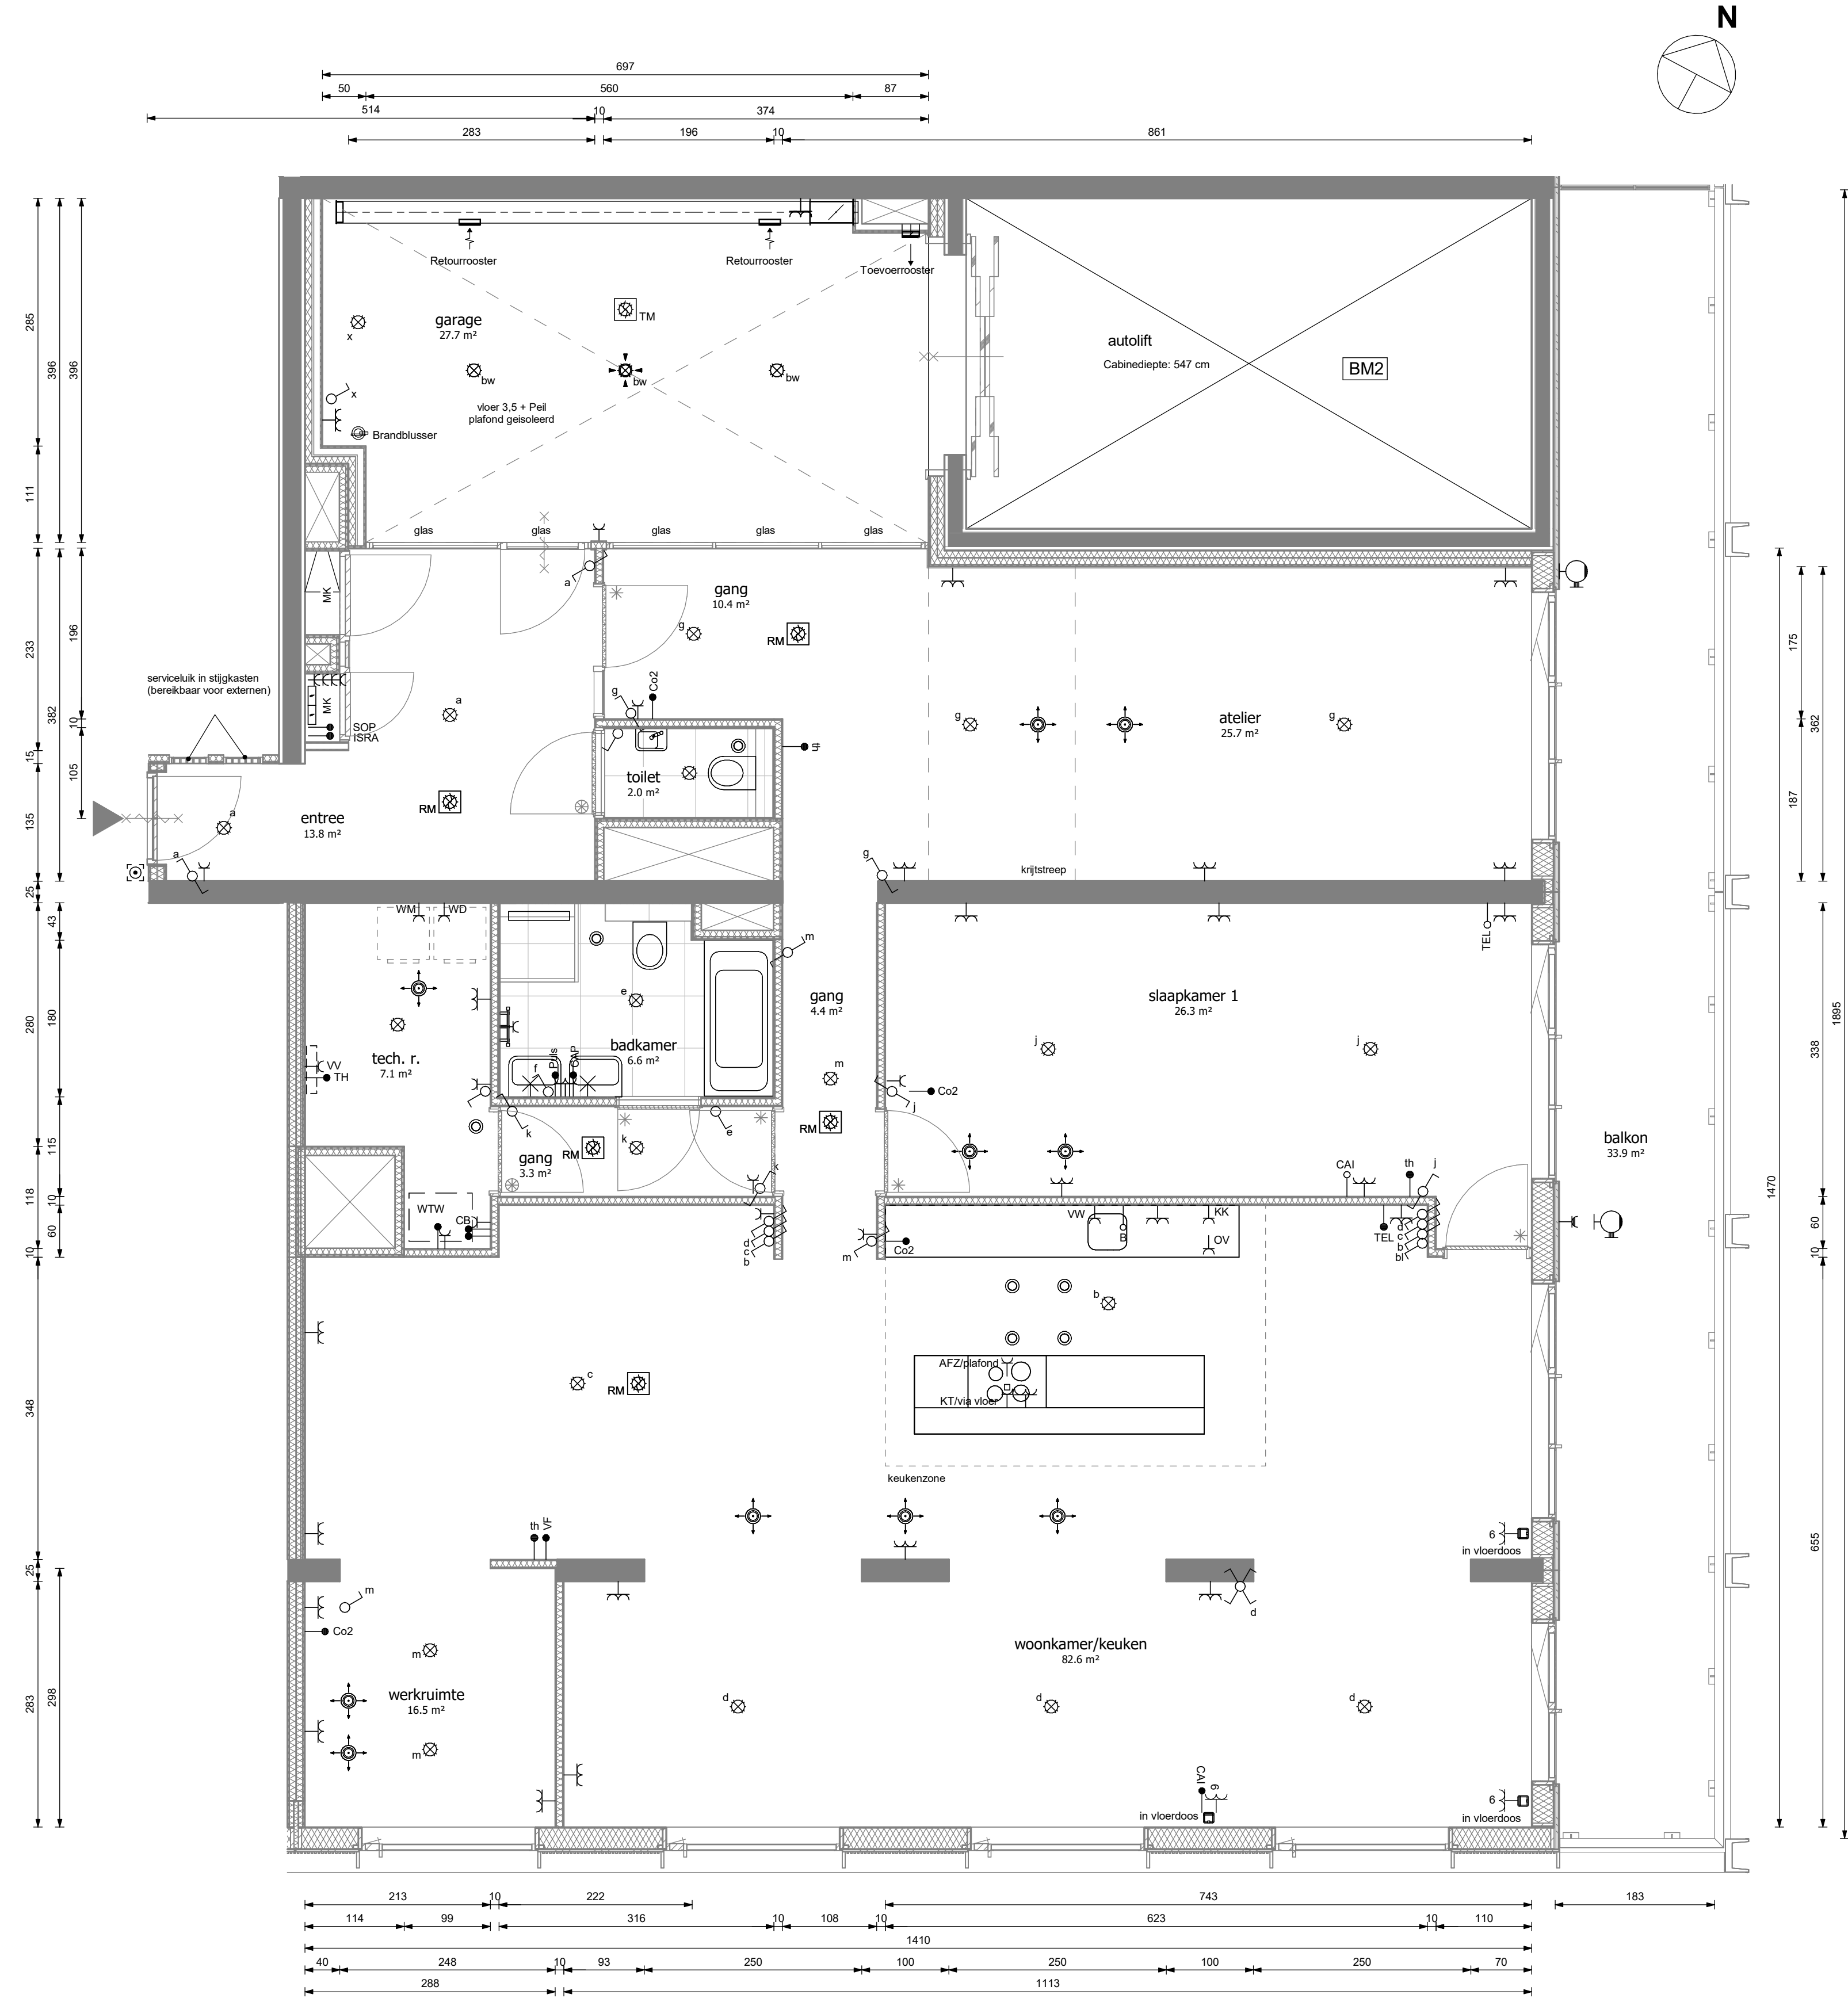 N
697
50
560
87
514
10
374
283
196
10
861
Retourrooster
Retourrooster
Toevoerrooster
TM
garage
27.7 m²
x
bw
bw
bw
x
vloer 3,5 + Peil
plafond geisoleerd
Brandblusser
autolift
Cabinediepte: 547 cm
BM2
285
396
396
111
glas
glas
glas
glas
glas
a
gang
10.4 m²
g
RM
MK
MK
SOP
ISRA
serviceluik in stijgkasten
(bereikbaar voor externen)
233
382
196
10
15
105
135
25
a
g
Co2
th
toilet
2.0 m²
RM
entree
13.8 m²
a
a
g
g
atelier
25.7 m²
g
krijtstreep
175
362
187
43
280
180
115
118
10
60
10
WM
WD
m
TEL
gang
4.4 m²
slaapkamer 1
26.3 m²
e
badkamer
6.6 m²
tech. r.
7.1 m²
VV
TH
f
Puls
CAP
m
j
j
Co2
j
RM
k
k
e
RM
gang
3.3 m²
k
CAI
th
j
balkon
33.9 m²
338
1895
1470
60
10
WTW
CB
d
c
b
m
Co2
VW
B
KK
OV
TEL
d
c
b
bl
b
c
RM
AFZ/plafond
KT/via vloer
keukenzone
348
25
283
298
655
th
VF
6
in vloerdoos
m
Co2
d
m
werkruimte
16.5 m²
m
woonkamer/keuken
82.6 m²
d
d
d
CAI
6
in vloerdoos
6
in vloerdoos
213
10
222
743
183
114
99
316
10
108
10
623
10
110
1410
40
248
10
93
250
100
250
100
250
70
288
1113